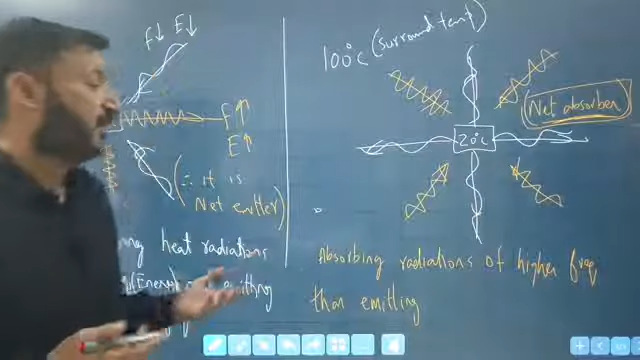 F↓ E↓
F↑
E↑
(∴ it is
Net emitter)
heat radiations
(Energy)
100°C (surround temp)
20°C
Net absorber
Absorbing radiations of higher freq
than emitting